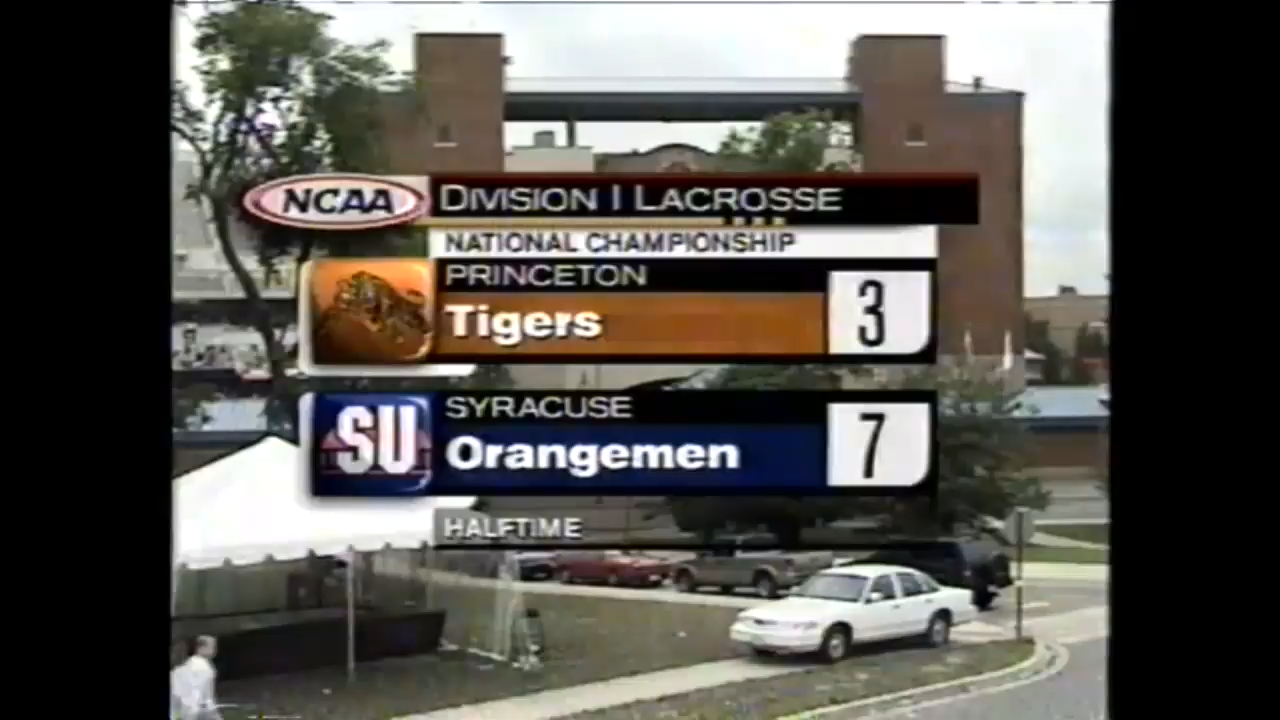 NCAA DIVISION I LACROSSE
NATIONAL CHAMPIONSHIP
PRINCETON
Tigers 3
SU SYRACUSE
Orangemen 7
HALFTIME